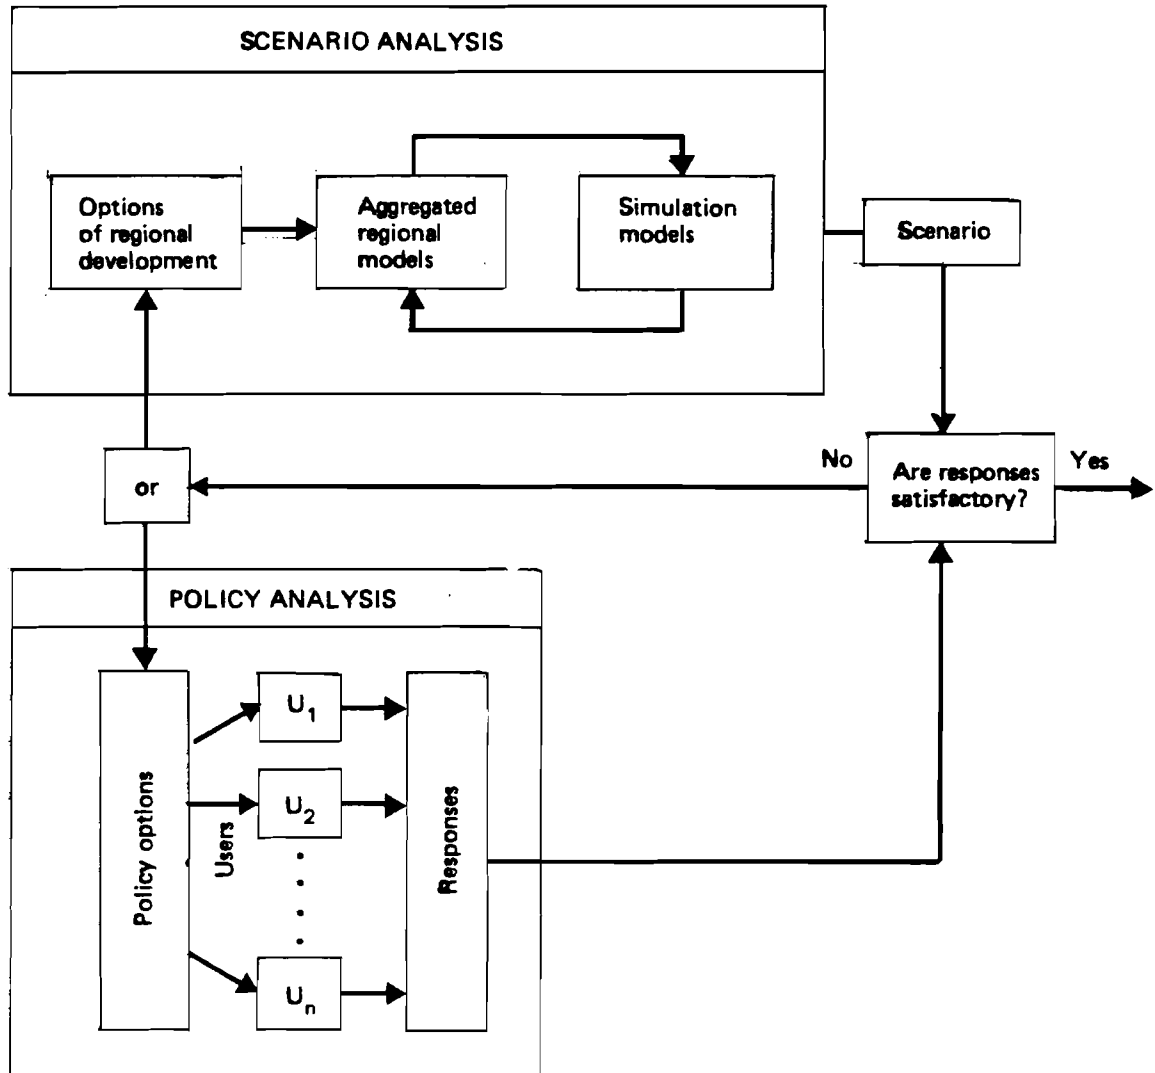 SCENARIO ANALYSIS
Options
of regional
development
Aggregated
regional
models
Simulation
models
Scenario
or
No
Are responses
satisfactory?
Yes
POLICY ANALYSIS
Policy options
Users
U1
U2
Un
Responses